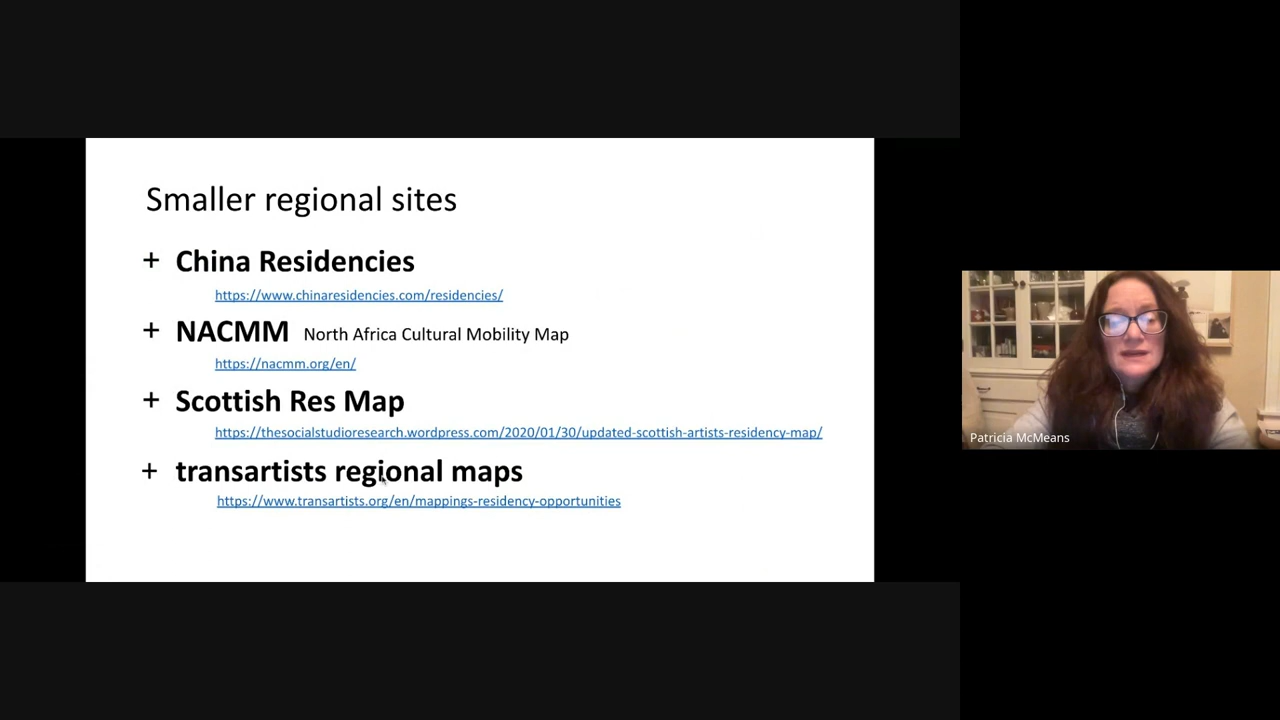 Smaller regional sites
+ China Residencies
https://www.chinaresidencies.com/residencies/
+ NACMM North Africa Cultural Mobility Map
https://nacmm.org/en/
+ Scottish Res Map
https://thesocialstudioresearch.wordpress.com/2020/01/30/updated-scottish-artists-residency-map/
+ transartists regional maps
https://www.transartists.org/en/mappings-residency-opportunities
Patricia McMeans